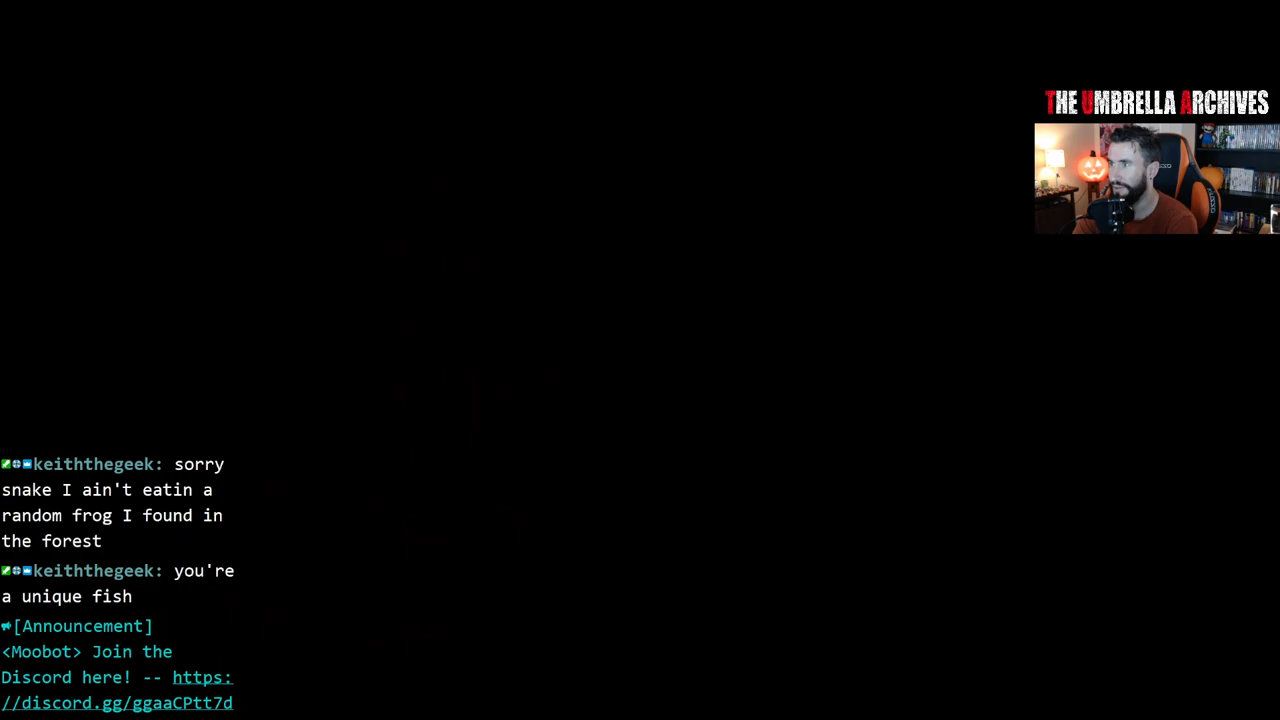 THE UMBRELLA ARCHIVES
keiththegeek: sorry
snake I ain't eatin a
random frog I found in
the forest
keiththegeek: you're
a unique fish
[Announcement]
<Moobot> Join the
Discord here! -- https:
//discord.gg/ggaaCPtt7d